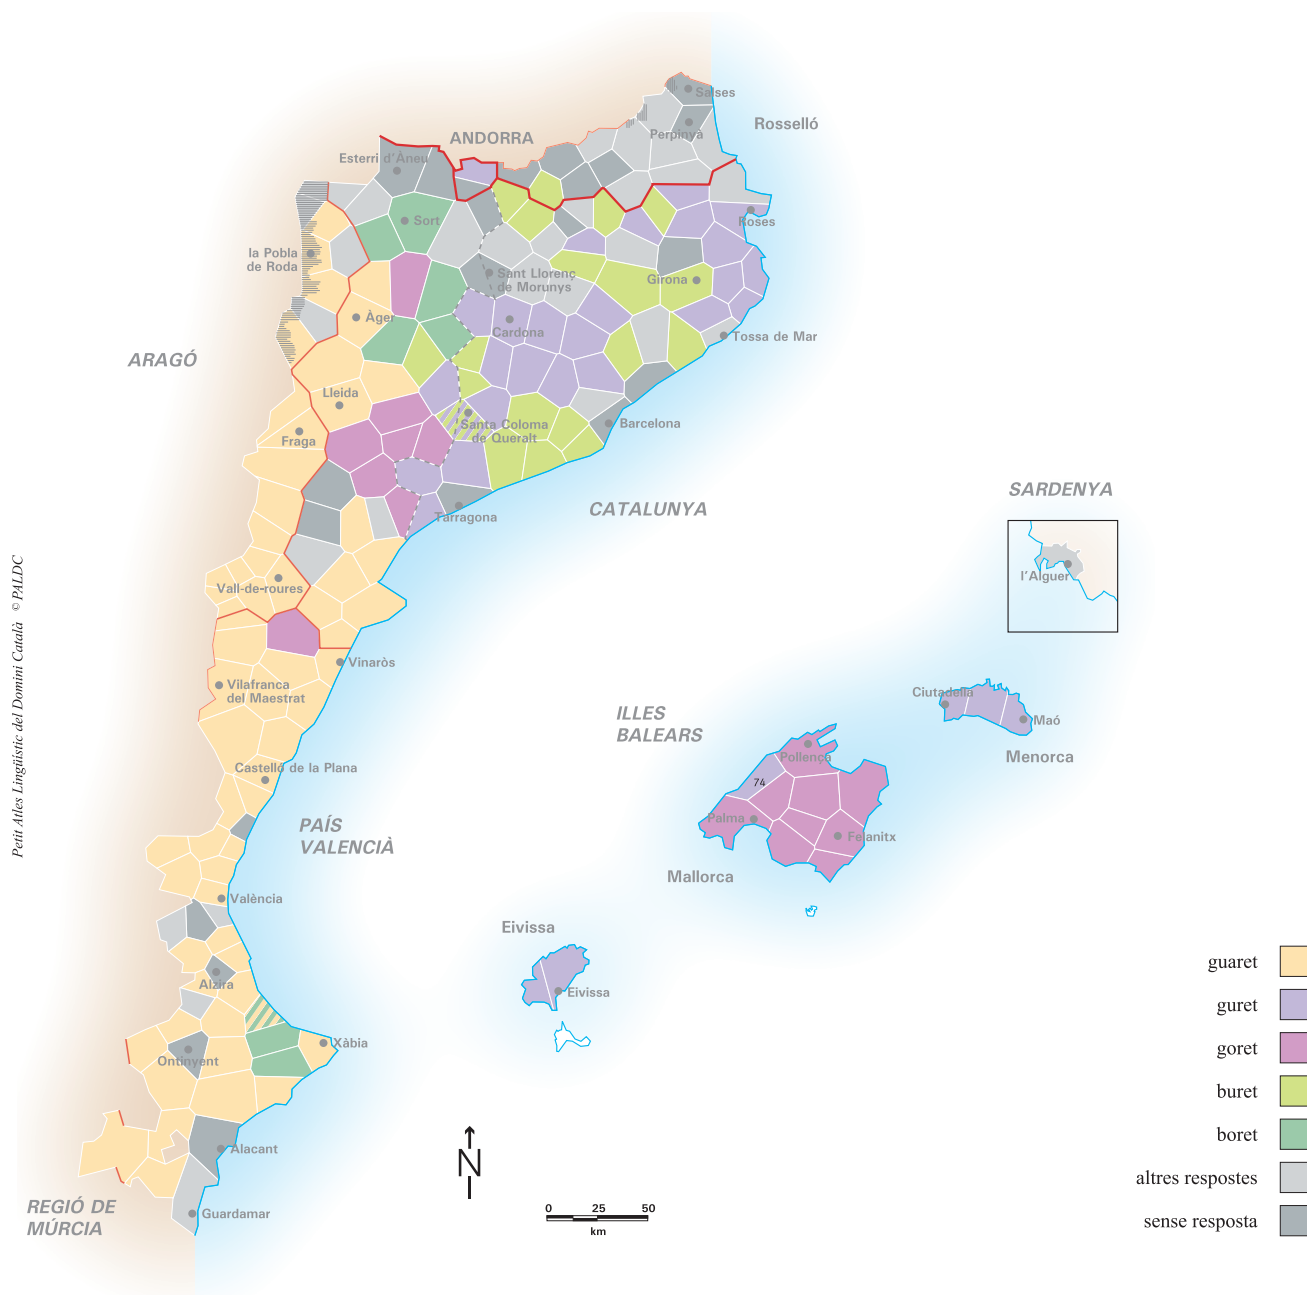 Salses
Rosselló
Perpinyà
ANDORRA
Esterri d'Àneu
Sort
Roses
la Pobla
de Roda
Sant Llorenç
de Morunys
Girona
Àger
Cardona
Tossa de Mar
ARAGÓ
Lleida
Santa Coloma
de Queralt
Barcelona
Fraga
SARDENYA
CATALUNYA
Tarragona
l'Alguer
Vall-de-roures
Petit Atles Lingüístic del Domini Català © PALDC
Vinaròs
Vilafranca
del Maestrat
Ciutadella
Maó
ILLES
BALEARS
Menorca
Pollença
Castelló de la Plana
74
Palma
PAÍS
VALENCIÀ
Felanitx
Mallorca
València
Eivissa
Alzira
Eivissa
Xàbia
Ontinyent
Alacant
N
REGIÓ DE
MÚRCIA
Guardamar
0 25 50
km
guaret
guret
goret
buret
boret
altres respostes
sense resposta